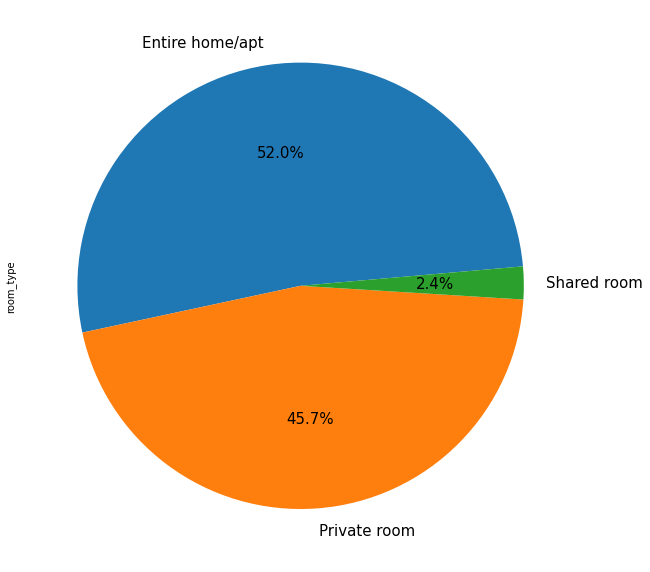 Entire home/apt
52.0%
room_type
2.4%
Shared room
45.7%
Private room